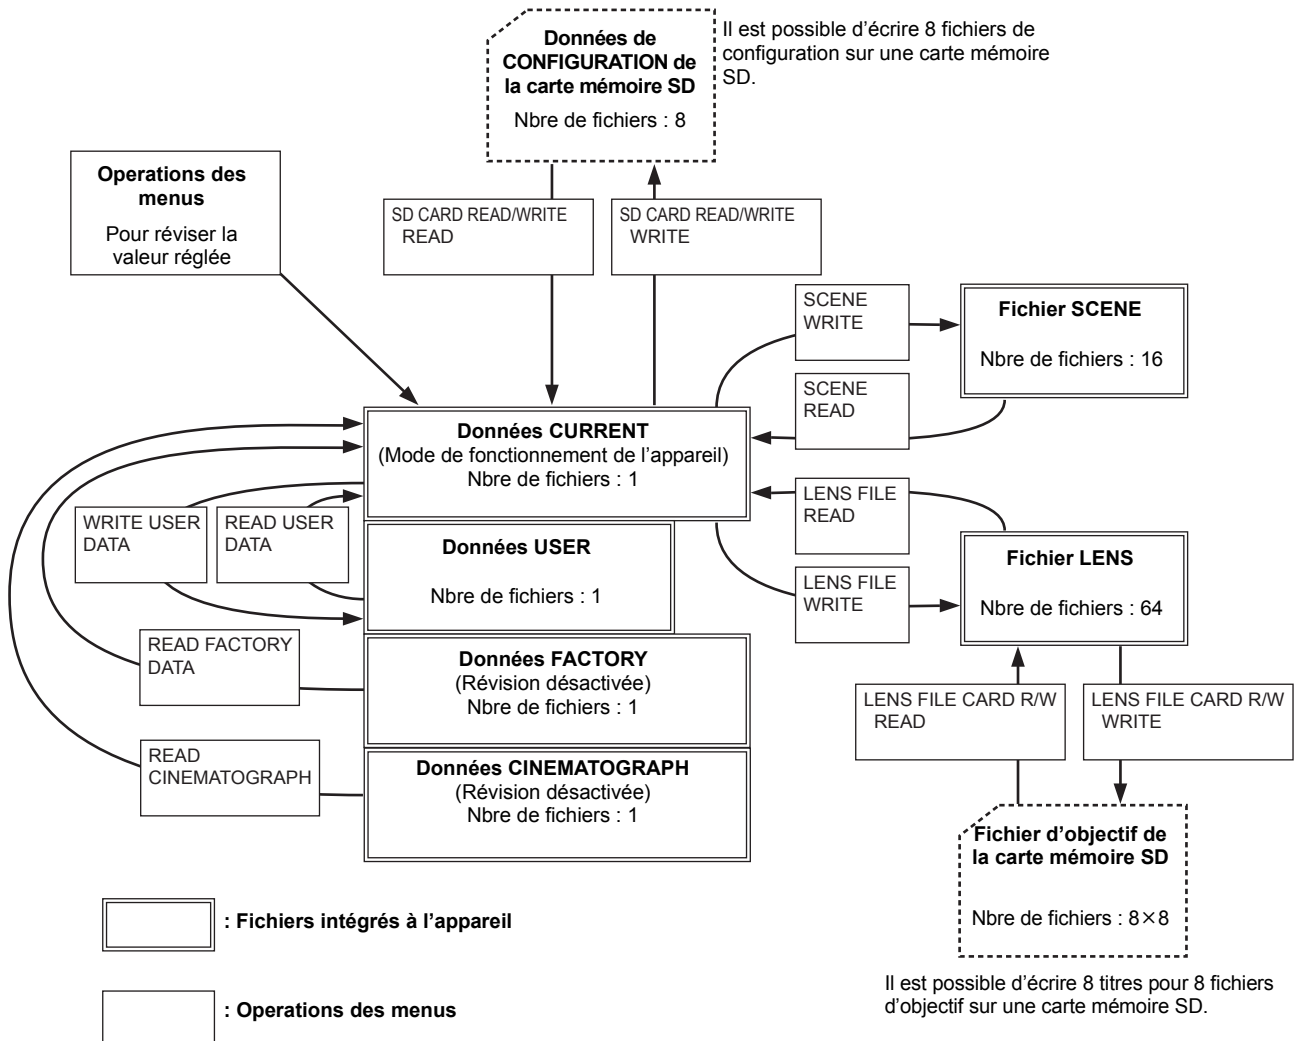 Données de
CONFIGURATION de
la carte mémoire SD
Nbre de fichiers : 8
Il est possible d’écrire 8 fichiers de
configuration sur une carte mémoire
SD.
Operations des
menus
Pour réviser la
valeur réglée
SD CARD READ/WRITE
READ
SD CARD READ/WRITE
WRITE
SCENE
WRITE
Fichier SCENE
Nbre de fichiers : 16
SCENE
READ
Données CURRENT
(Mode de fonctionnement de l’appareil)
Nbre de fichiers : 1
LENS FILE
READ
WRITE USER
DATA
READ USER
DATA
Données USER
Nbre de fichiers : 1
LENS FILE
WRITE
Fichier LENS
Nbre de fichiers : 64
READ FACTORY
DATA
Données FACTORY
(Révision désactivée)
Nbre de fichiers : 1
LENS FILE CARD R/W
READ
LENS FILE CARD R/W
WRITE
READ
CINEMATOGRAPH
Données CINEMATOGRAPH
(Révision désactivée)
Nbre de fichiers : 1
Fichier d’objectif de
la carte mémoire SD
Nbre de fichiers : 8×8
Il est possible d’écrire 8 titres pour 8 fichiers
d’objectif sur une carte mémoire SD.
: Fichiers intégrés à l’appareil
: Operations des menus